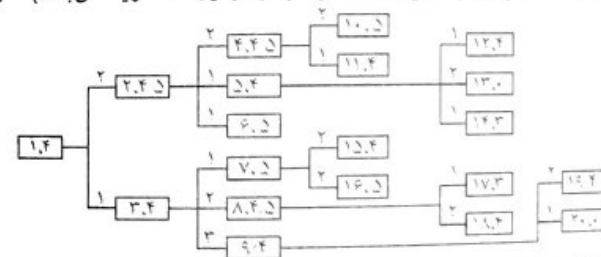 ۲ ۱۰,۵
۲ ۴,۴.۵ ۱ ۱۲,۴
۱ ۱۱,۴
۲ ۲,۴.۵ ۱ ۵,۴ ۲ ۱۳,۰
۱ ۶,۵ ۱ ۱۴,۳
۱,۴ ۲ ۱۵,۴
۱ ۷,۵ ۲ ۱۶,۵ ۱ ۱۷,۳ ۲ ۱۹,۴
۱ ۳,۴ ۲ ۸,۴.۵ ۲ ۱۸,۴ ۱ ۲۰,۰
۳ ۹,۴